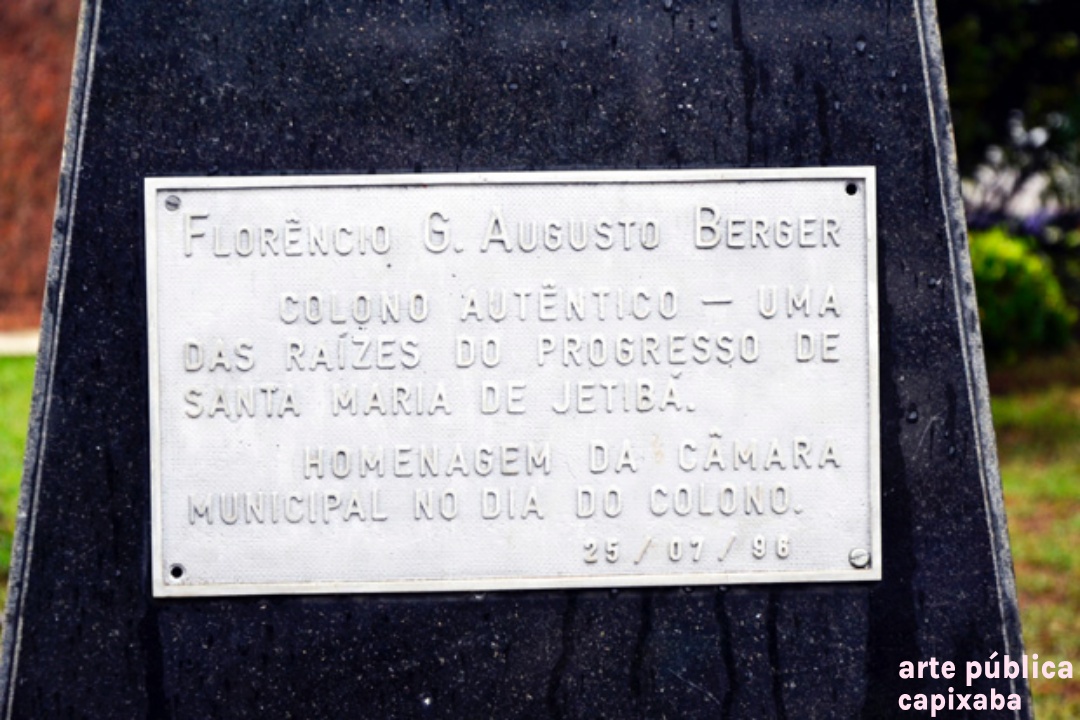 FLORÊNCIO G. AUGUSTO BERGER
COLONO AUTÊNTICO — UMA
DAS RAÍZES DO PROGRESSO DE
SANTA MARIA DE JETIBÁ.
HOMENAGEM DA CÂMARA
MUNICIPAL NO DIA DO COLONO.
25/07/96
arte pública
capixaba